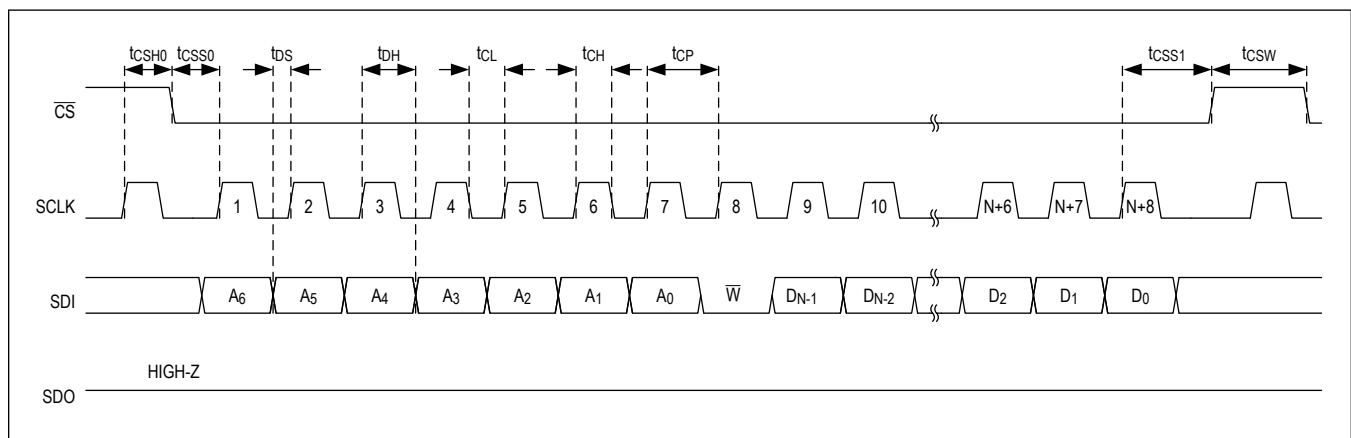 tCSH0 tCSS0 tDS tDH tCL tCH tCP tCSS1 tCSW
CS
SCLK 1 2 3 4 5 6 7 8 9 10 N+6 N+7 N+8
SDI A6 A5 A4 A3 A2 A1 A0 W DN-1 DN-2 D2 D1 D0
HIGH-Z
SDO